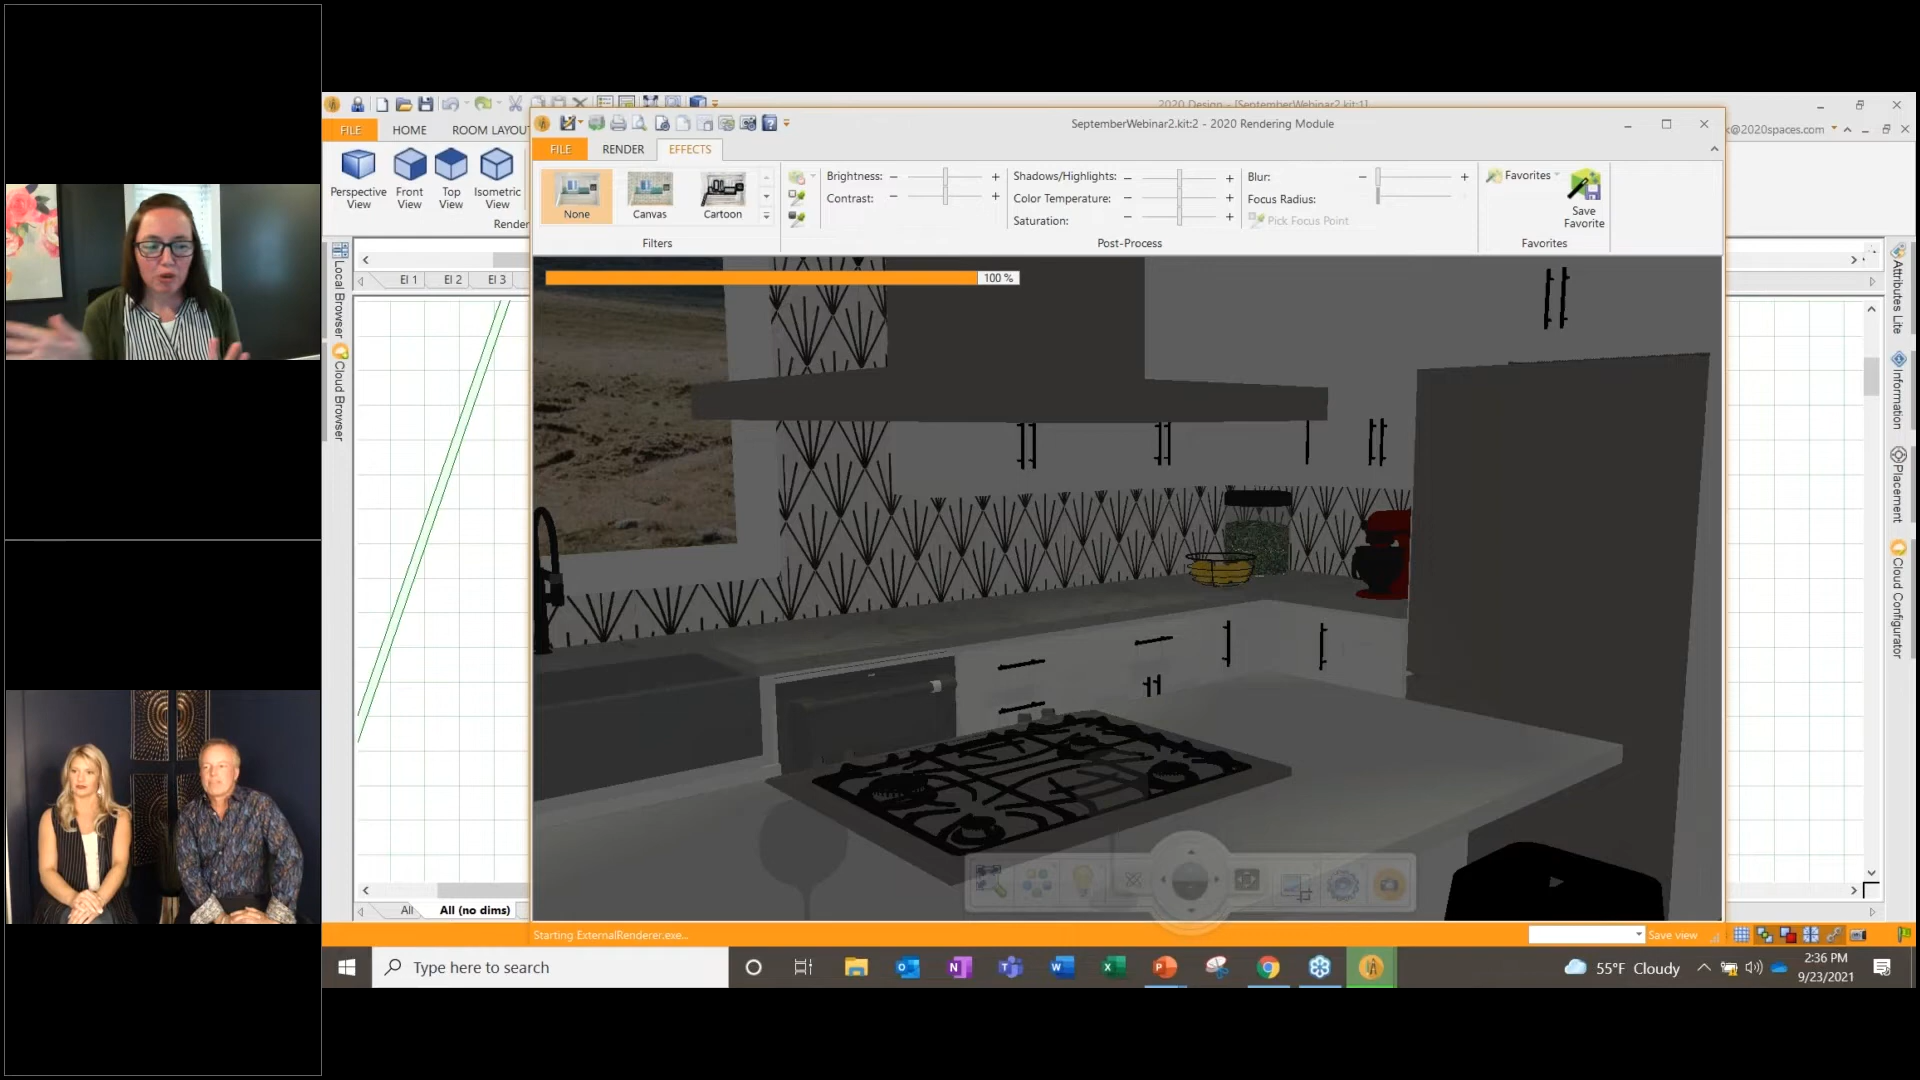 2020 Design - [SeptemberWebinar2.kit:1]
FILE
HOME
ROOM LAYOU
k@2020spaces.com
SeptemberWebinar2.kit:2 - 2020 Rendering Module
FILE
RENDER
EFFECTS
Perspective View
Front View
Top View
Isometric View
Render
None
Canvas
Cartoon
Filters
Brightness:
Contrast:
Shadows/Highlights:
Color Temperature:
Saturation:
Post-Process
Blur:
Focus Radius:
Pick Focus Point
Favorites
Save Favorite
Favorites
El 1
El 2
El 3
100 %
Local Browser
Cloud Browser
Attributes Lite
Information
Placement
Cloud Configurator
All
All (no dims)
Starting ExternalRenderer.exe...
Save view
Type here to search
55°F Cloudy
2:36 PM
9/23/2021